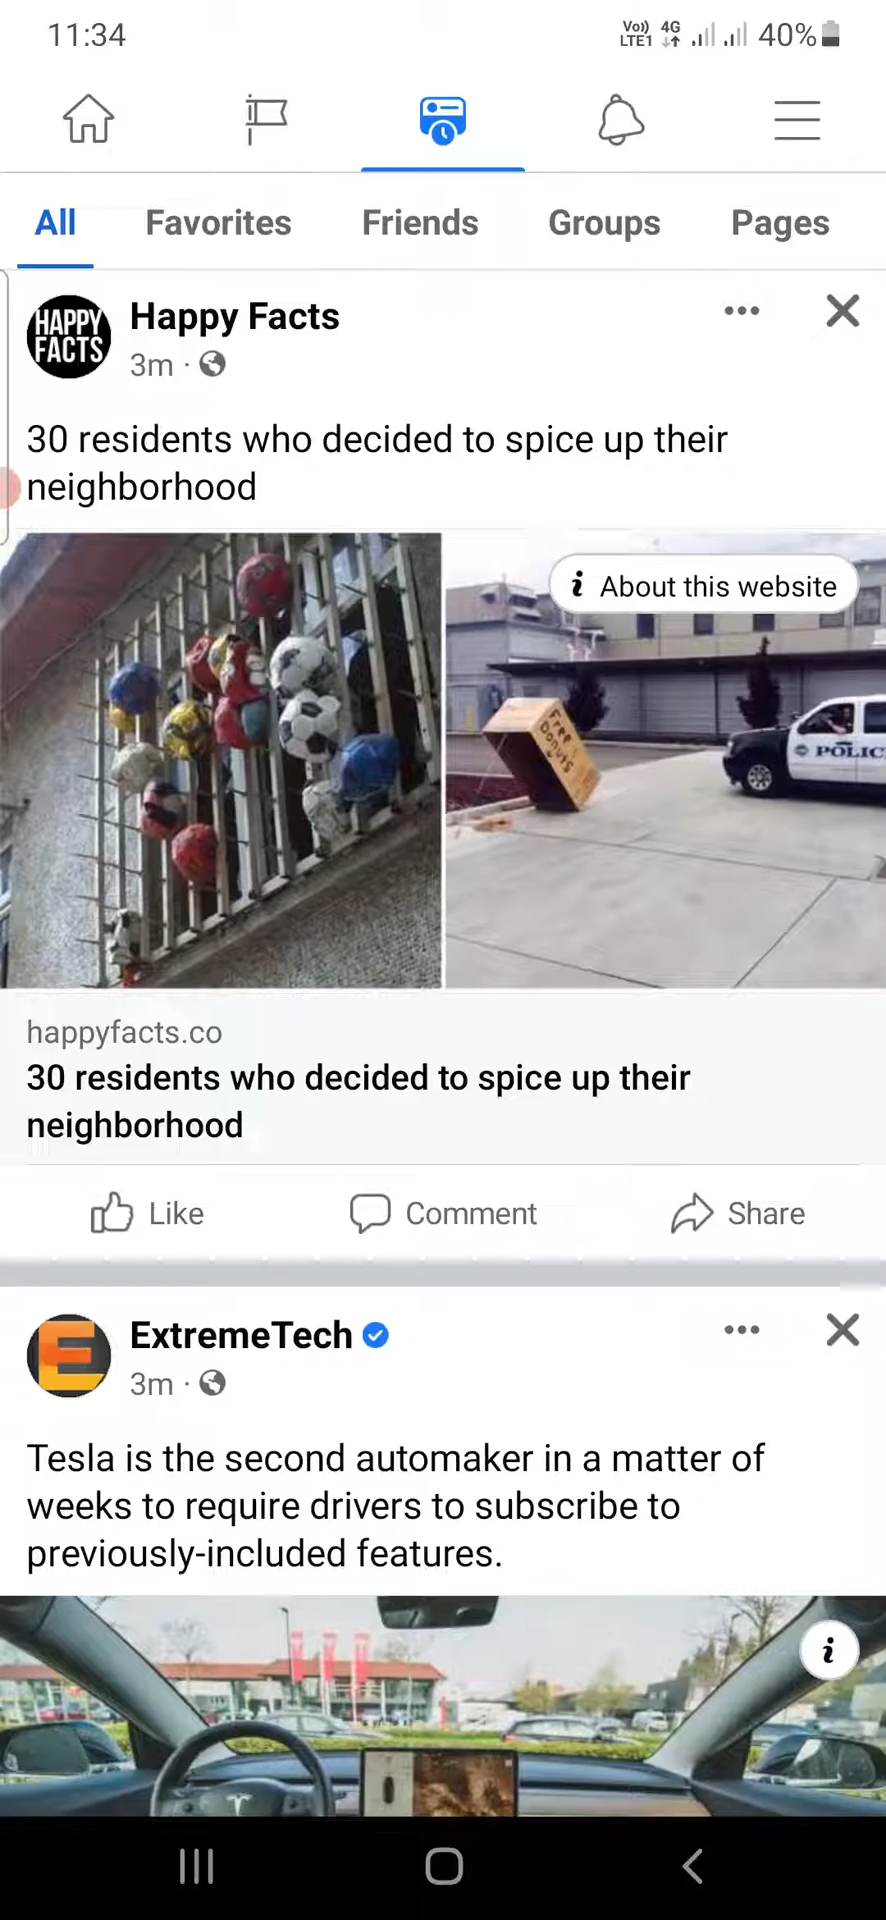 11:34
Vo)) 4G
LTE1
40%
All Favorites Friends Groups Pages
HAPPY
FACTS
Happy Facts
3m ·
30 residents who decided to spice up their
neighborhood
i About this website
Free
Donuts
POLIC
happyfacts.co
30 residents who decided to spice up their
neighborhood
Like Comment Share
E
ExtremeTech
3m ·
Tesla is the second automaker in a matter of
weeks to require drivers to subscribe to
previously-included features.
i